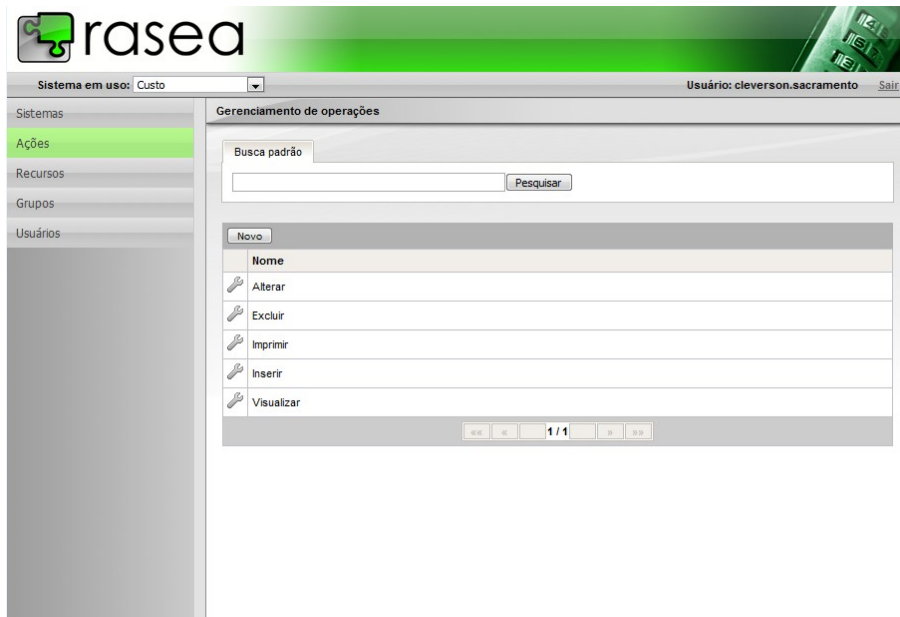 rasea
Sistema em uso: Custo
Usuário: cleverson.sacramento Sair
Sistemas
Ações
Recursos
Grupos
Usuários
Gerenciamento de operações
Busca padrão
Pesquisar
Novo
Nome
Alterar
Excluir
Imprimir
Inserir
Visualizar
«« « 1 / 1 » »»